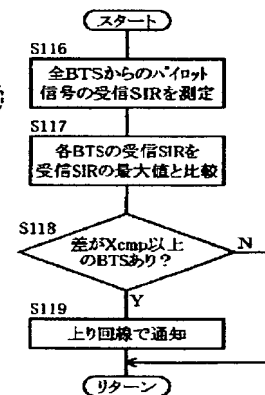 スタート
S116
全BTSからのパイロット
信号の受信SIRを測定
S117
各BTSの受信SIRを
受信SIRの最大値と比較
S118
差がXcmp以上
のBTSあり?
N
Y
S119
上り回線で通知
リターン